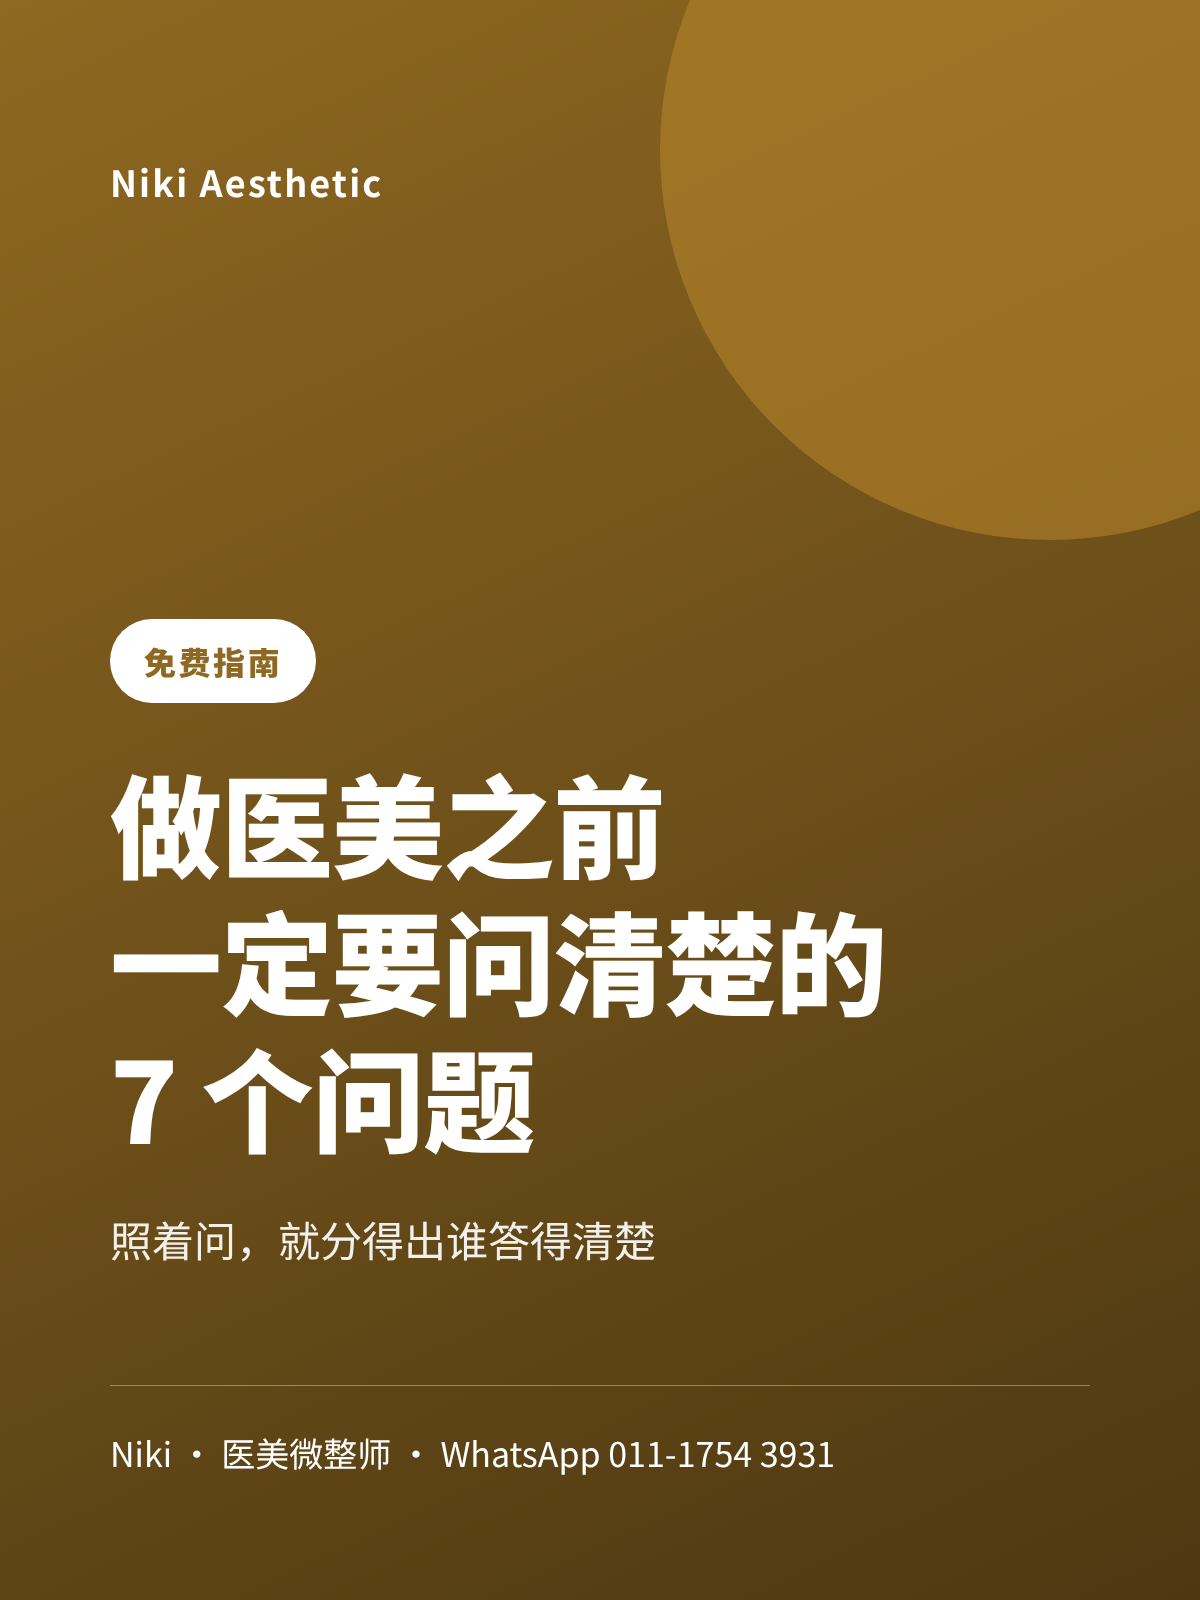 Niki Aesthetic
免费指南
做医美之前
一定要问清楚的
7 个问题
照着问，就分得出谁答得清楚
Niki • 医美微整师 • WhatsApp 011-1754 3931